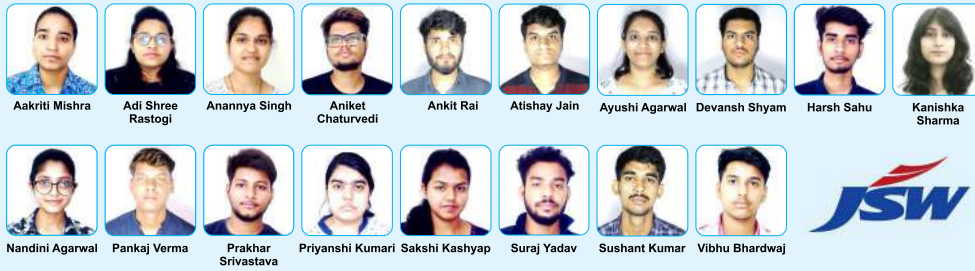 Aakriti Mishra
Adi Shree
Rastogi
Anannya Singh
Aniket
Chaturvedi
Ankit Rai
Atishay Jain
Ayushi Agarwal
Devansh Shyam
Harsh Sahu
Kanishka
Sharma
Nandini Agarwal
Pankaj Verma
Prakhar
Srivastava
Priyanshi Kumari
Sakshi Kashyap
Suraj Yadav
Sushant Kumar
Vibhu Bhardwaj
JSW